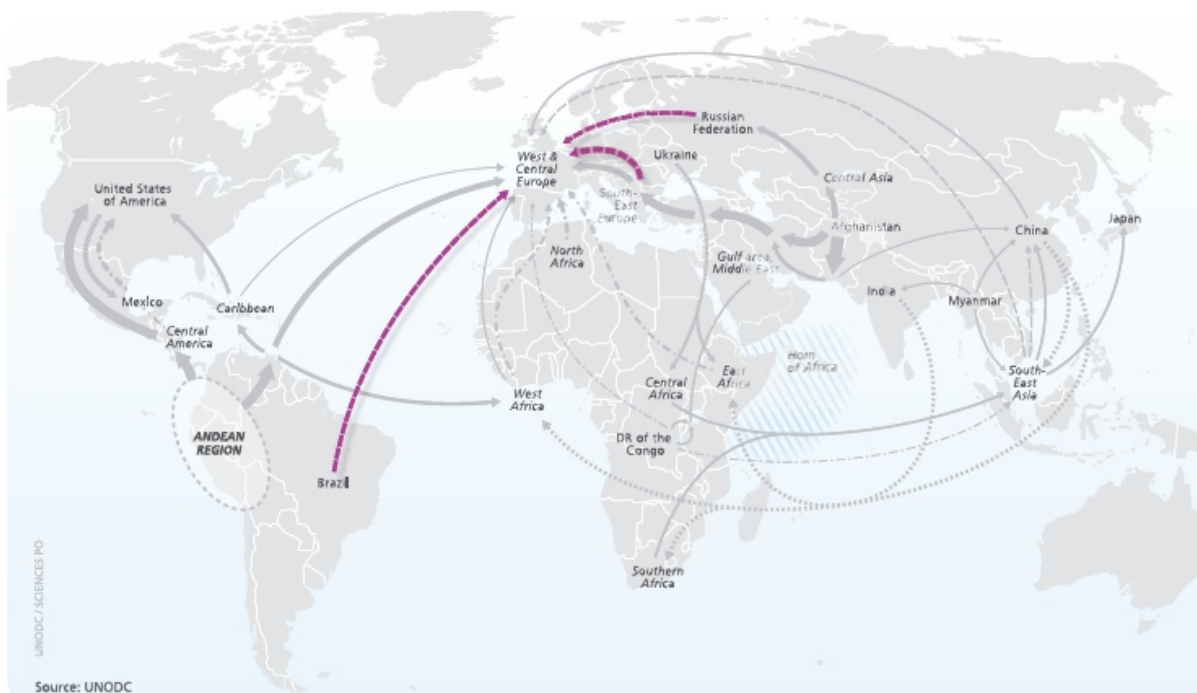 Russian
Federation
West &
Central
Europe
Ukraine
United States
of America
Central Asia
South-
East
Europe
Afghanistan
Japan
China
North
Africa
Gulf area,
Middle East
Mexico
Caribbean
India
Myanmar
Central
America
Horn
of Africa
West
Africa
Central
Africa
East
Africa
South-
East
Asia
ANDEAN
REGION
DR of the
Congo
Brazil
Southern
Africa
UNODC / SCIENCES PO
Source: UNODC